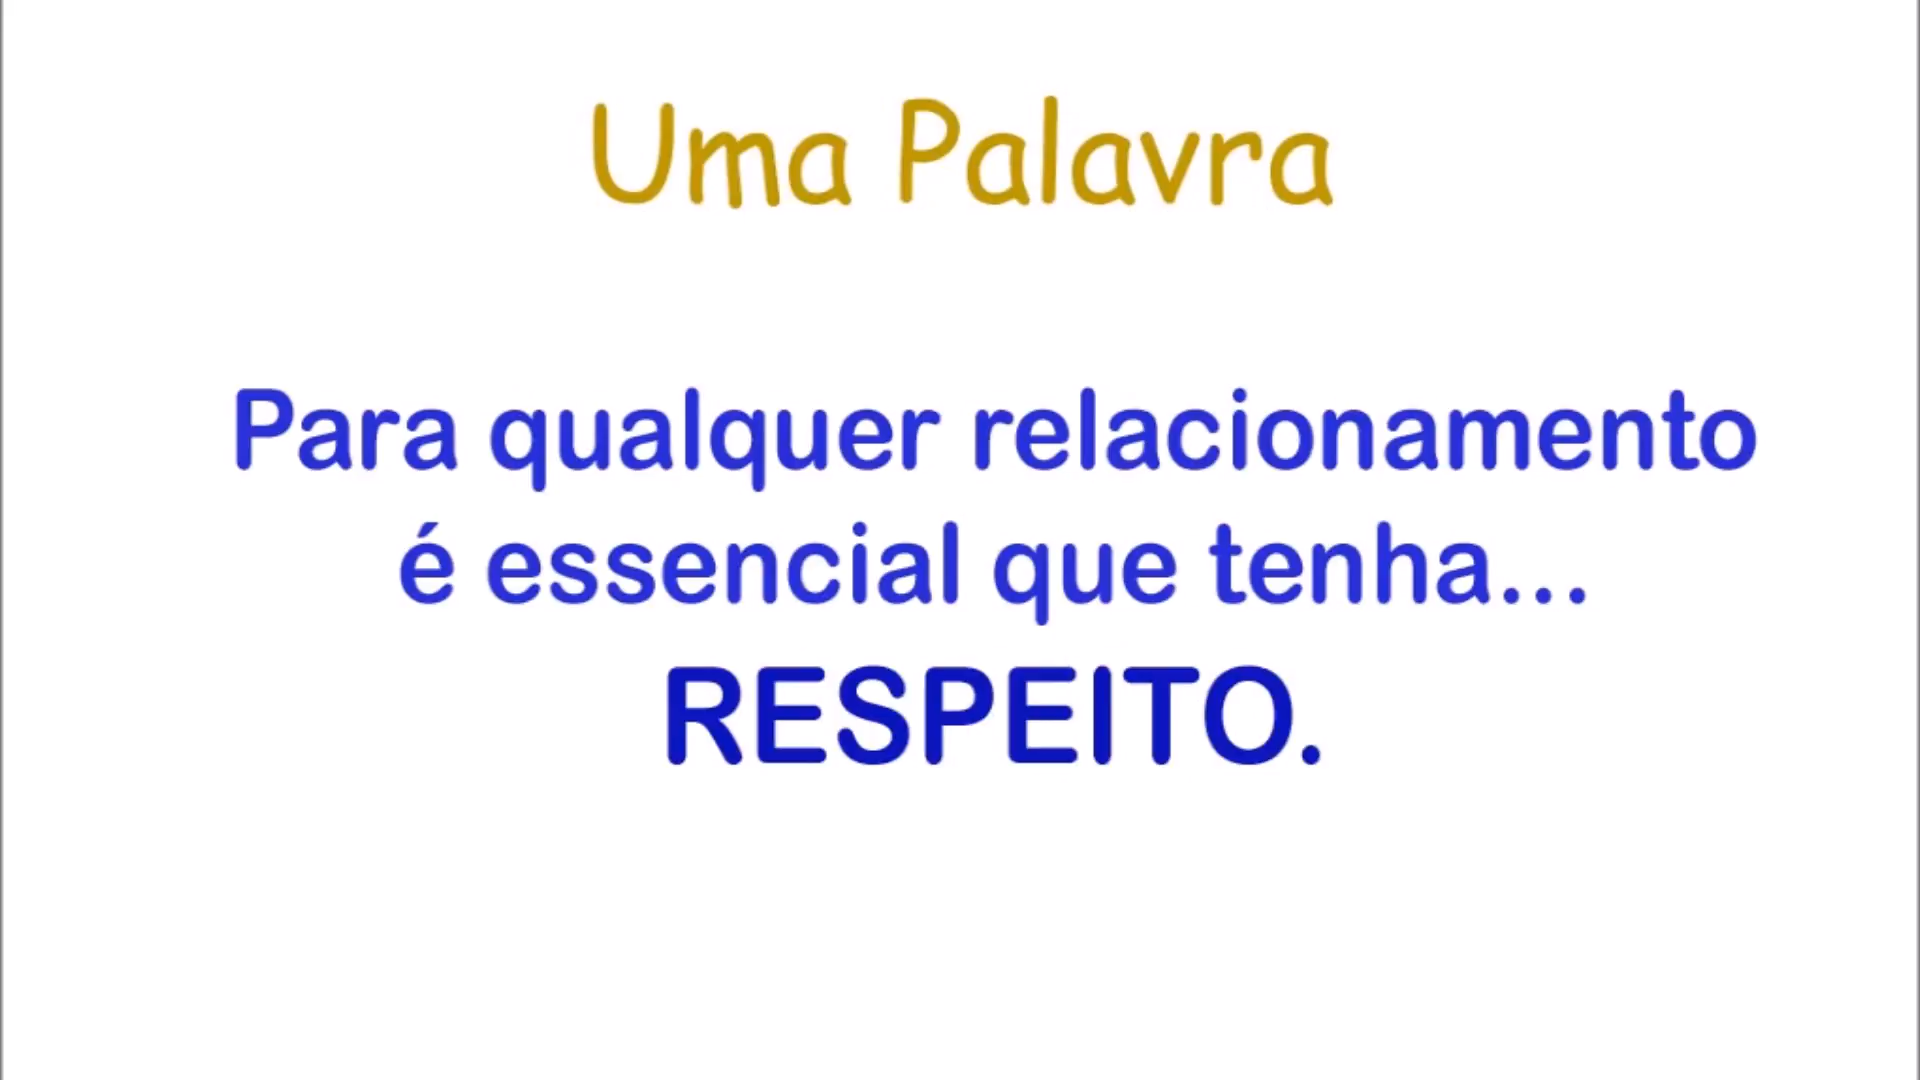 Uma Palavra
Para qualquer relacionamento
é essencial que tenha...
RESPEITO.